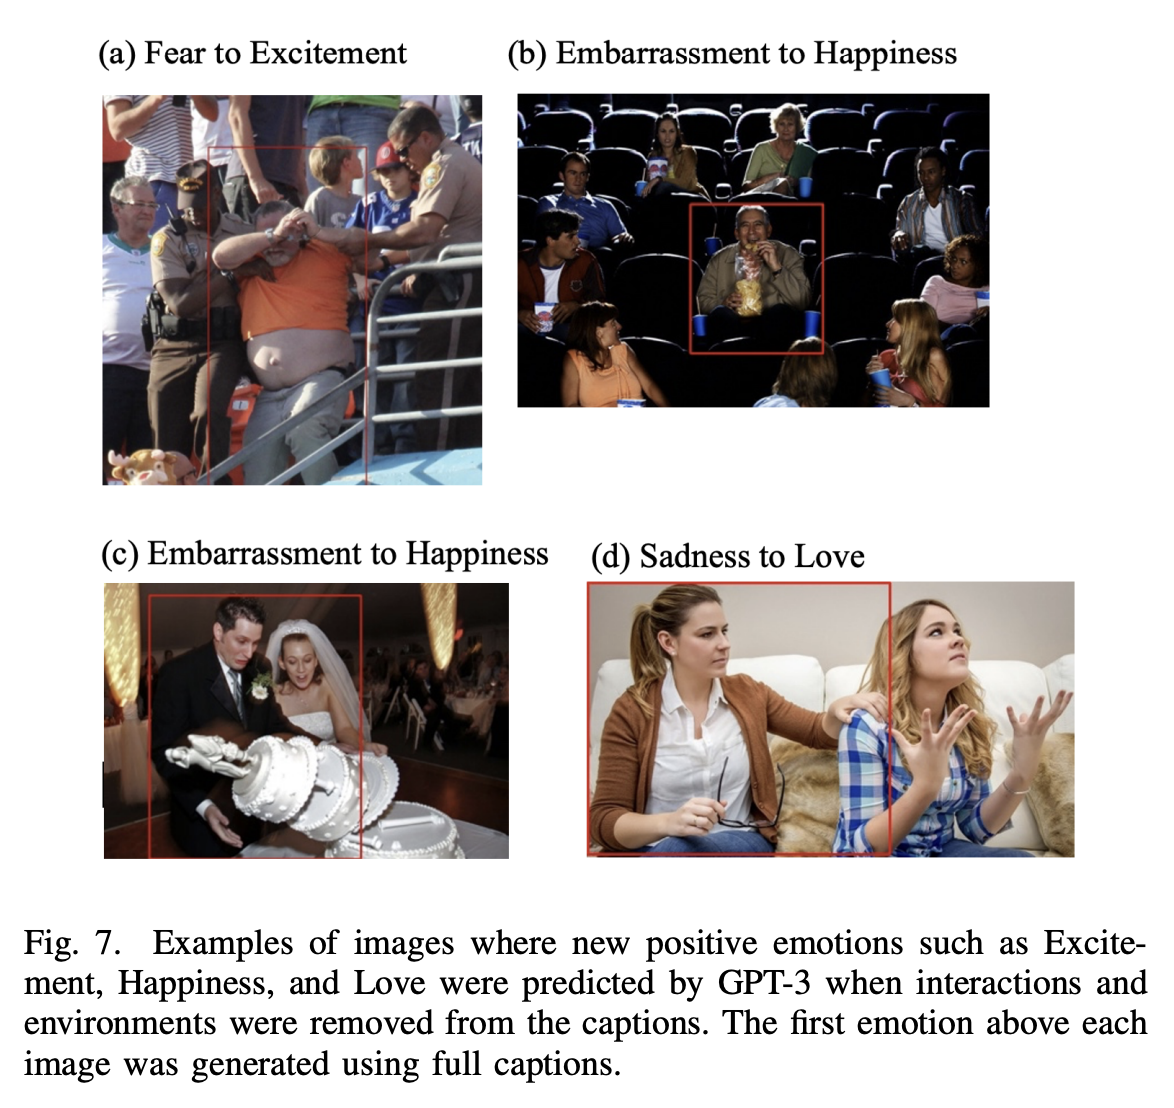 (a) Fear to Excitement
(b) Embarrassment to Happiness
(c) Embarrassment to Happiness
(d) Sadness to Love
Fig. 7. Examples of images where new positive emotions such as Excite-
ment, Happiness, and Love were predicted by GPT-3 when interactions and
environments were removed from the captions. The first emotion above each
image was generated using full captions.